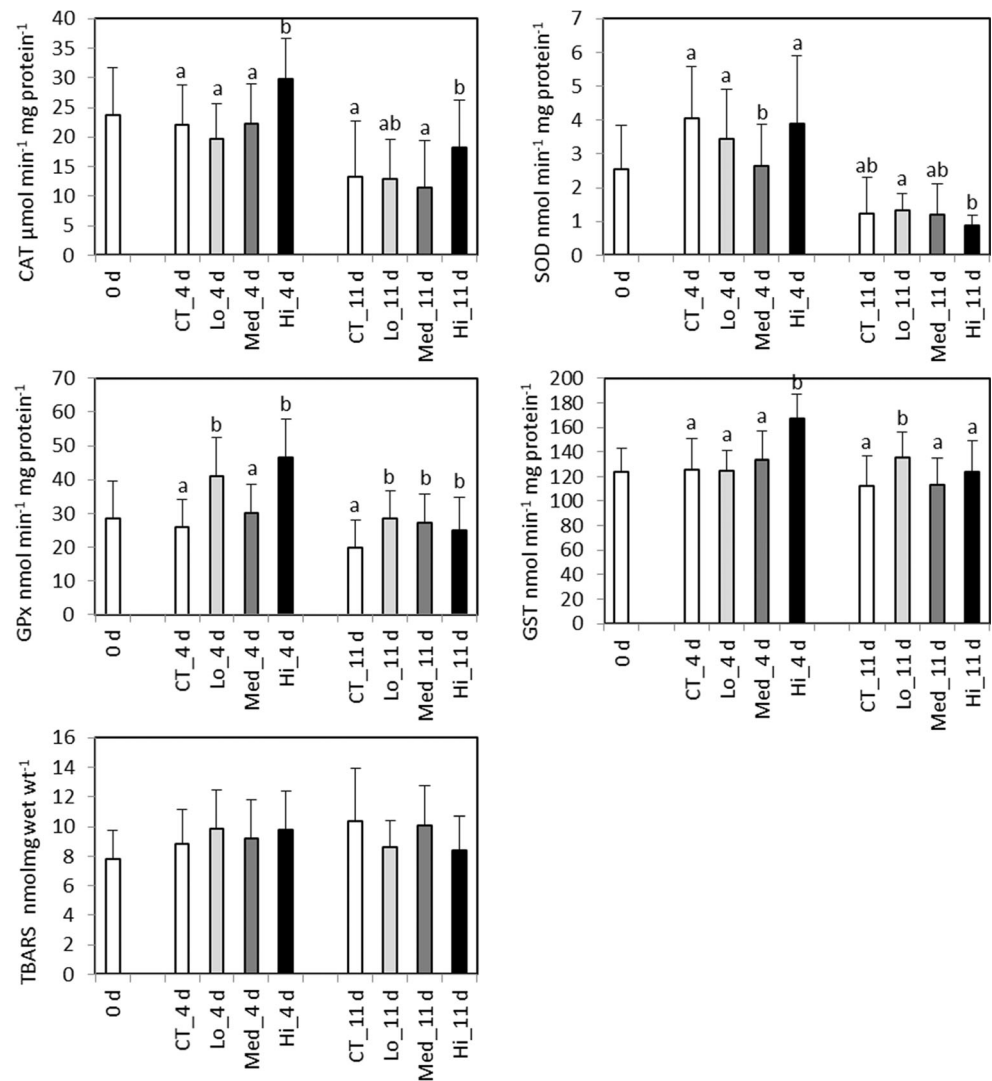 CAT µmol min⁻¹ mg protein⁻¹
40
35
30
25
20
15
10
5
0
a
a
a
b
a
ab
a
b
0 d
CT_4 d
Lo_4 d
Med_4 d
Hi_4 d
CT_11 d
Lo_11 d
Med_11 d
Hi_11 d
SOD nmol min⁻¹ mg protein⁻¹
7
6
5
4
3
2
1
0
a
a
b
a
ab
a
ab
b
0 d
CT_4 d
Lo_4 d
Med_4 d
Hi_4 d
CT_11 d
Lo_11 d
Med_11 d
Hi_11 d
GPx nmol min⁻¹ mg protein⁻¹
70
60
50
40
30
20
10
0
a
b
a
b
a
b
b
b
0 d
CT_4 d
Lo_4 d
Med_4 d
Hi_4 d
CT_11 d
Lo_11 d
Med_11 d
Hi_11 d
GST nmol min⁻¹ mg protein⁻¹
200
180
160
140
120
100
80
60
40
20
0
a
a
a
b
a
b
a
a
0 d
CT_4 d
Lo_4 d
Med_4 d
Hi_4 d
CT_11 d
Lo_11 d
Med_11 d
Hi_11 d
TBARS nmolmgwet wt⁻¹
16
14
12
10
8
6
4
2
0
0 d
CT_4 d
Lo_4 d
Med_4 d
Hi_4 d
CT_11 d
Lo_11 d
Med_11 d
Hi_11 d